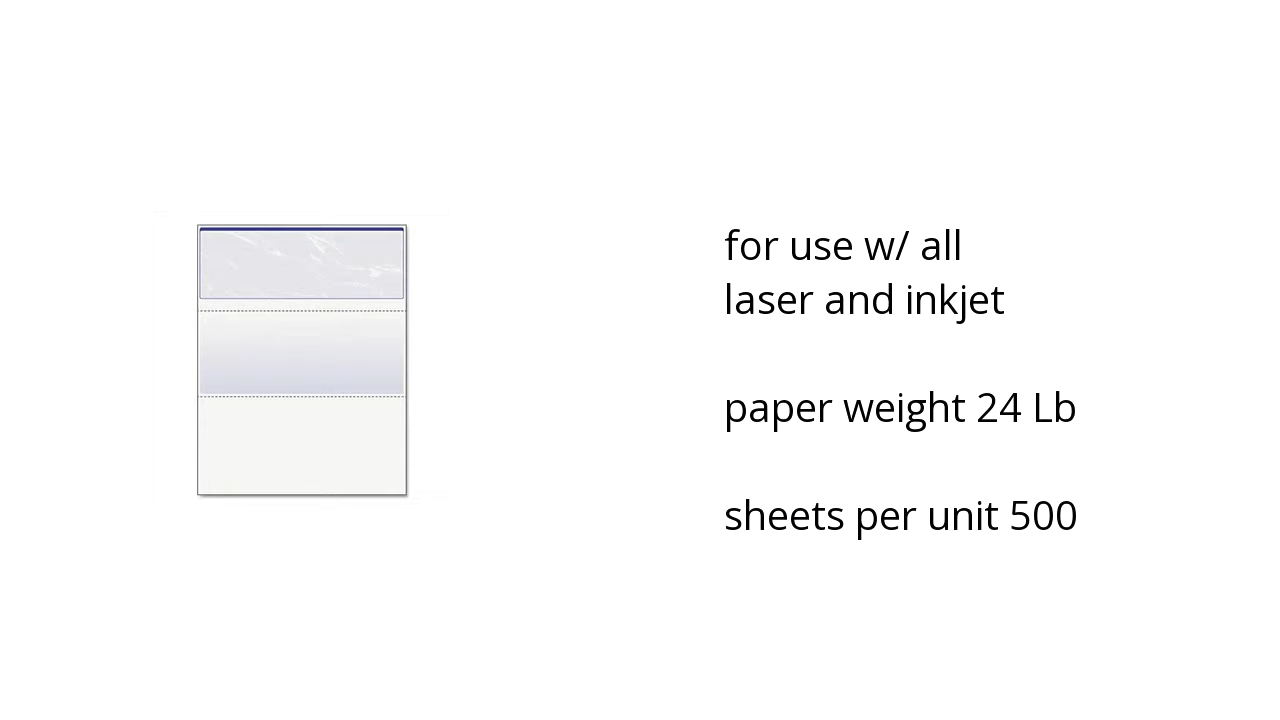 for use w/ all
laser and inkjet
paper weight 24 Lb
sheets per unit 500